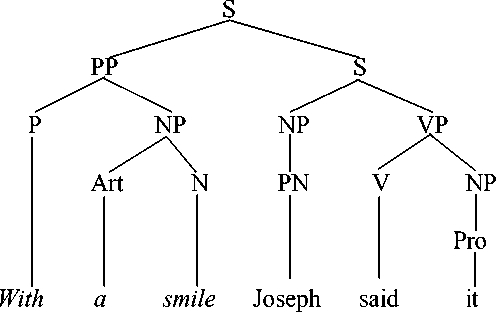 S
PP S
P NP NP VP
Art N PN V NP
Pro
With a smile Joseph said it